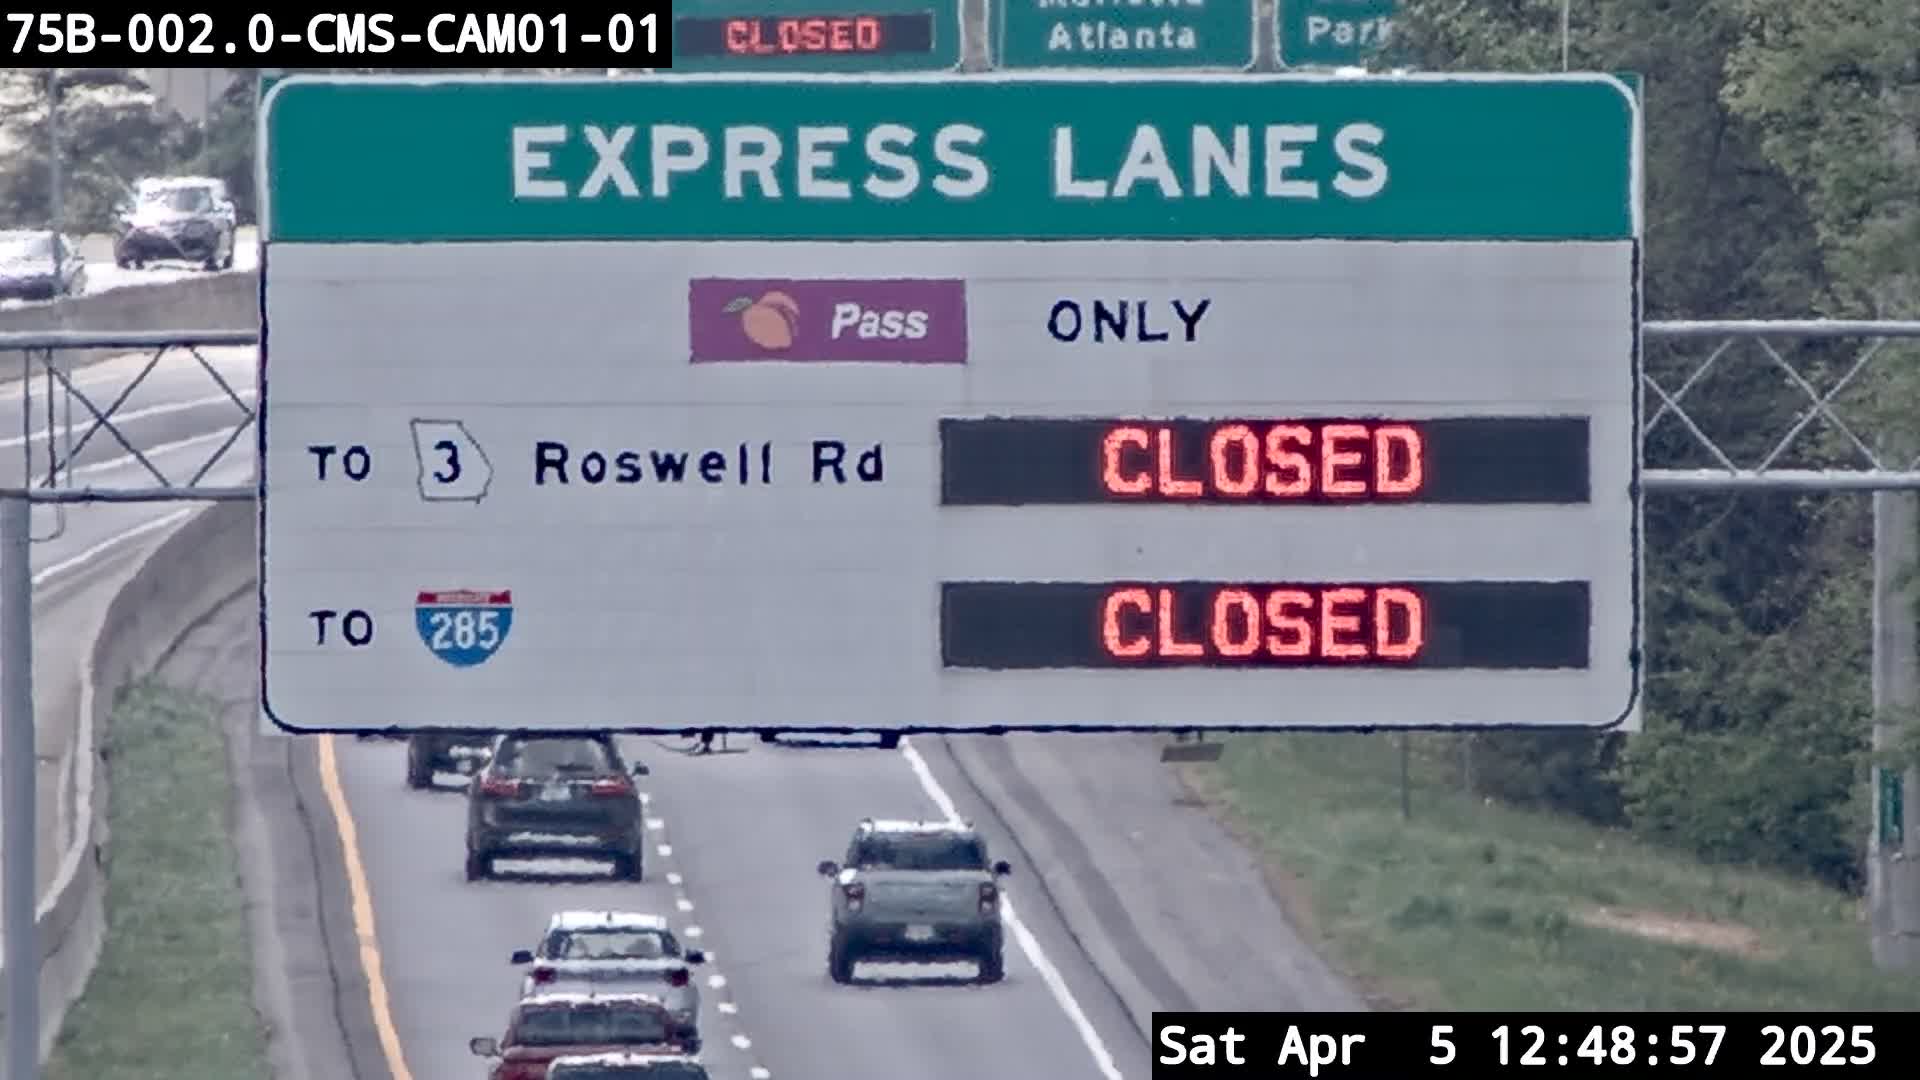 75B-002.0-CMS-CAM01-01
CLOSED
Atlanta
Park
EXPRESS LANES
Pass ONLY
TO 3 Roswell Rd CLOSED
TO 285 CLOSED
Sat Apr 5 12:48:57 2025